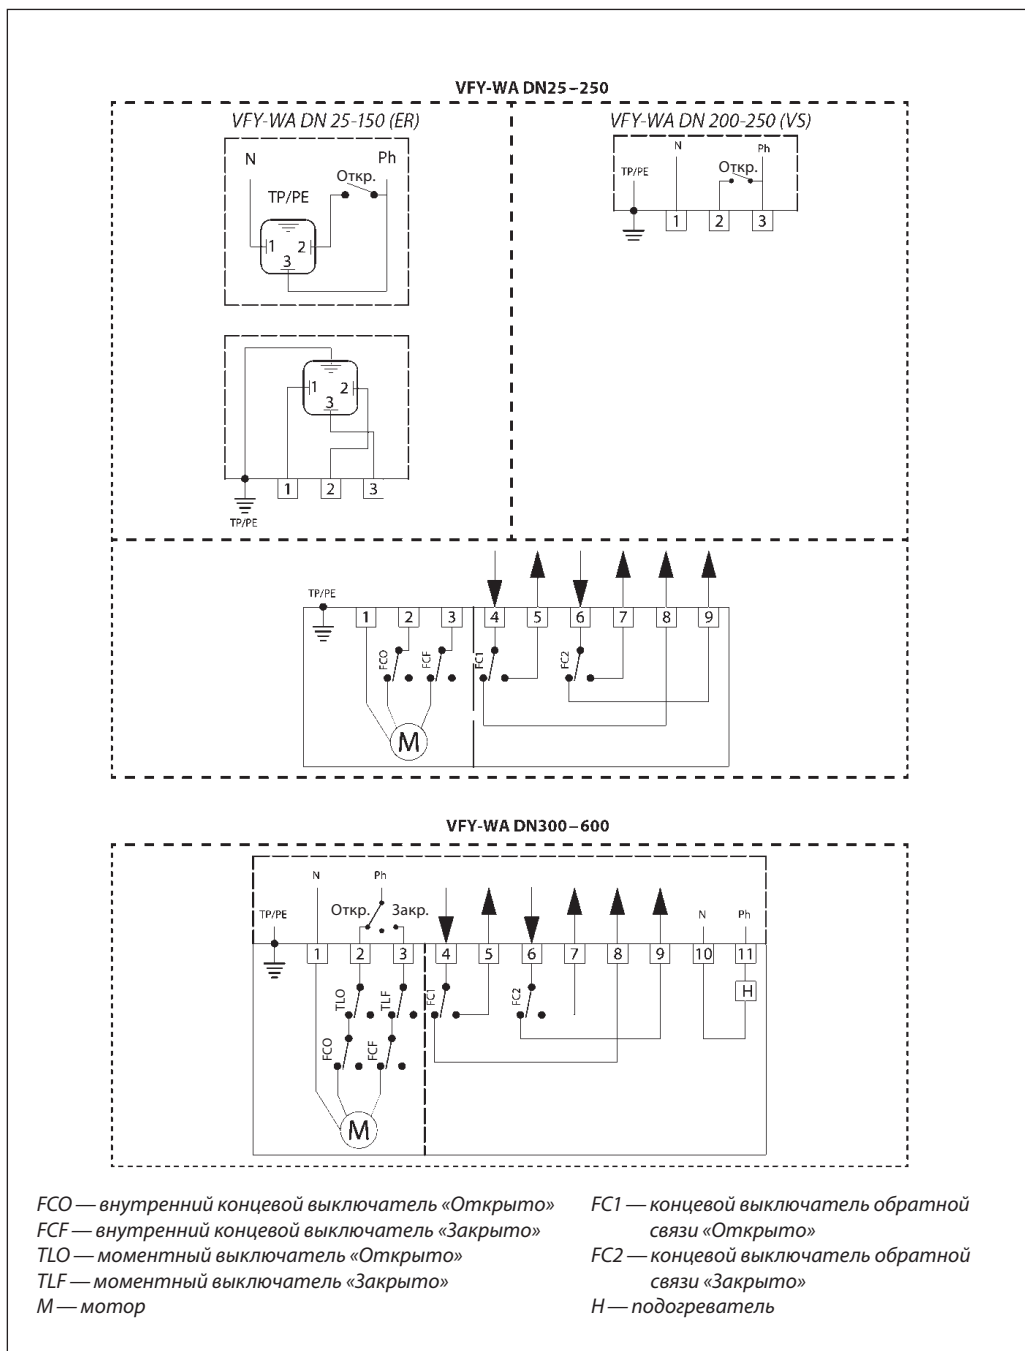 VFY-WA DN25–250
VFY-WA DN 25-150 (ER)
VFY-WA DN 200-250 (VS)
N
Ph
Откр.
TP/PE
1
2
3
N
Ph
Откр.
TP/PE
1
2
3
1
2
3
1
2
3
TP/PE
TP/PE
1
2
3
4
5
6
7
8
9
FCO
FCF
FC1
FC2
M
VFY-WA DN300–600
N
Ph
TP/PE
Откр.
Закр.
N
Ph
1
2
3
4
5
6
7
8
9
10
11
TLO
TLF
FC1
FC2
H
FCO
FCF
M
FCO — внутренний концевой выключатель «Открыто»
FCF — внутренний концевой выключатель «Закрыто»
TLO — моментный выключатель «Открыто»
TLF — моментный выключатель «Закрыто»
M — мотор
FC1 — концевой выключатель обратной
связи «Открыто»
FC2 — концевой выключатель обратной
связи «Закрыто»
H — подогреватель